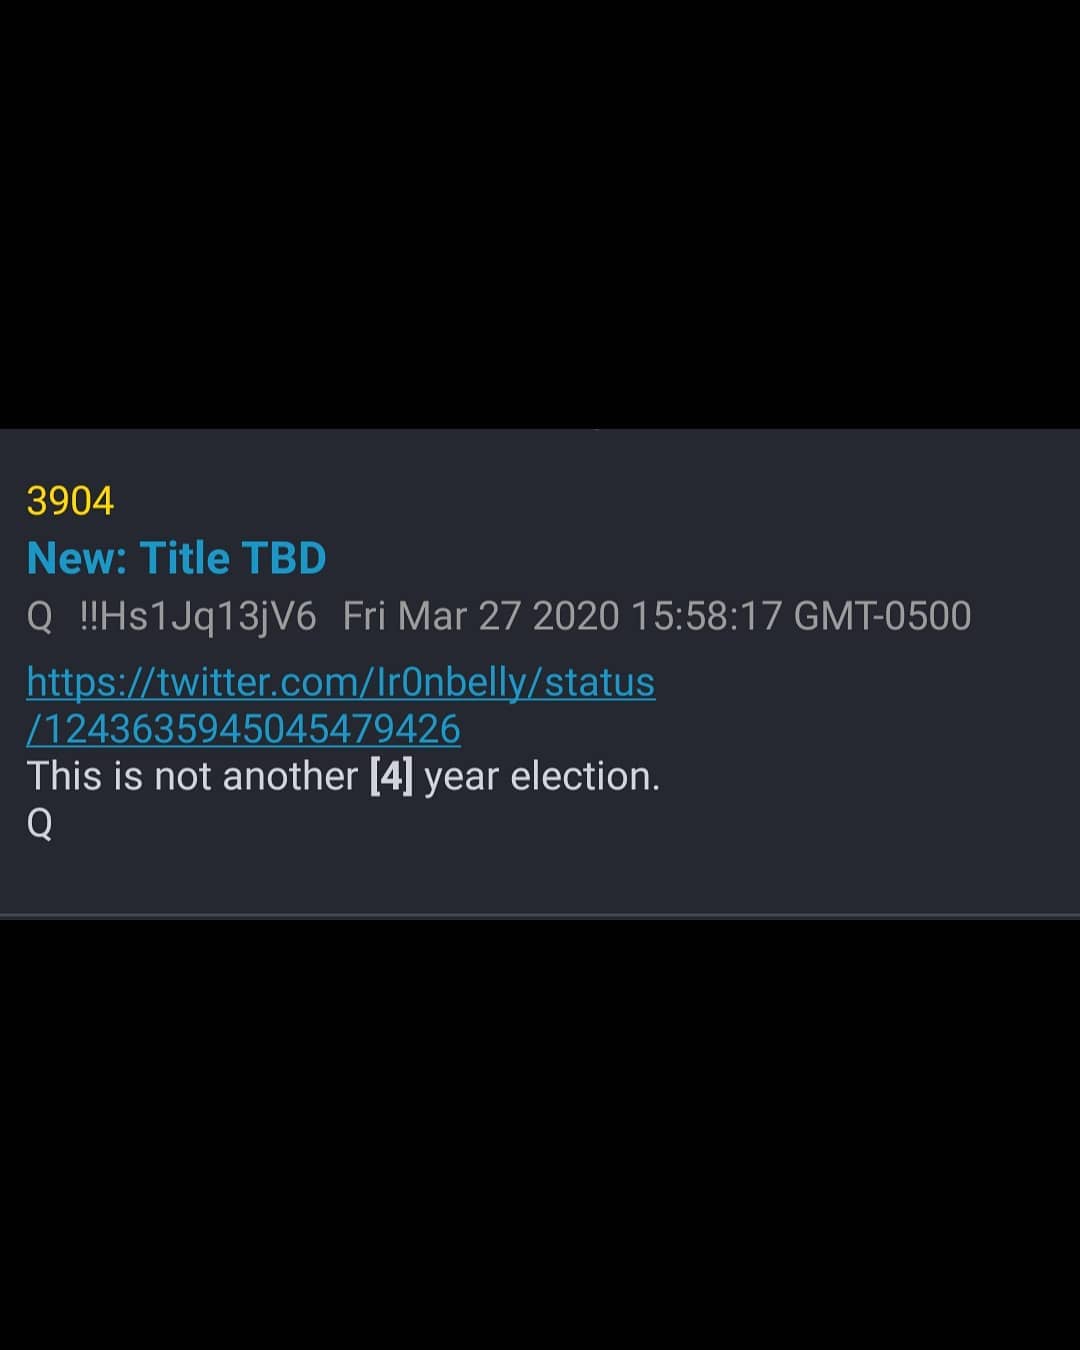 3904
New: Title TBD
Q !!Hs1Jq13jV6 Fri Mar 27 2020 15:58:17 GMT-0500
https://twitter.com/Ir0nbelly/status
/1243635945045479426
This is not another [4] year election.
Q